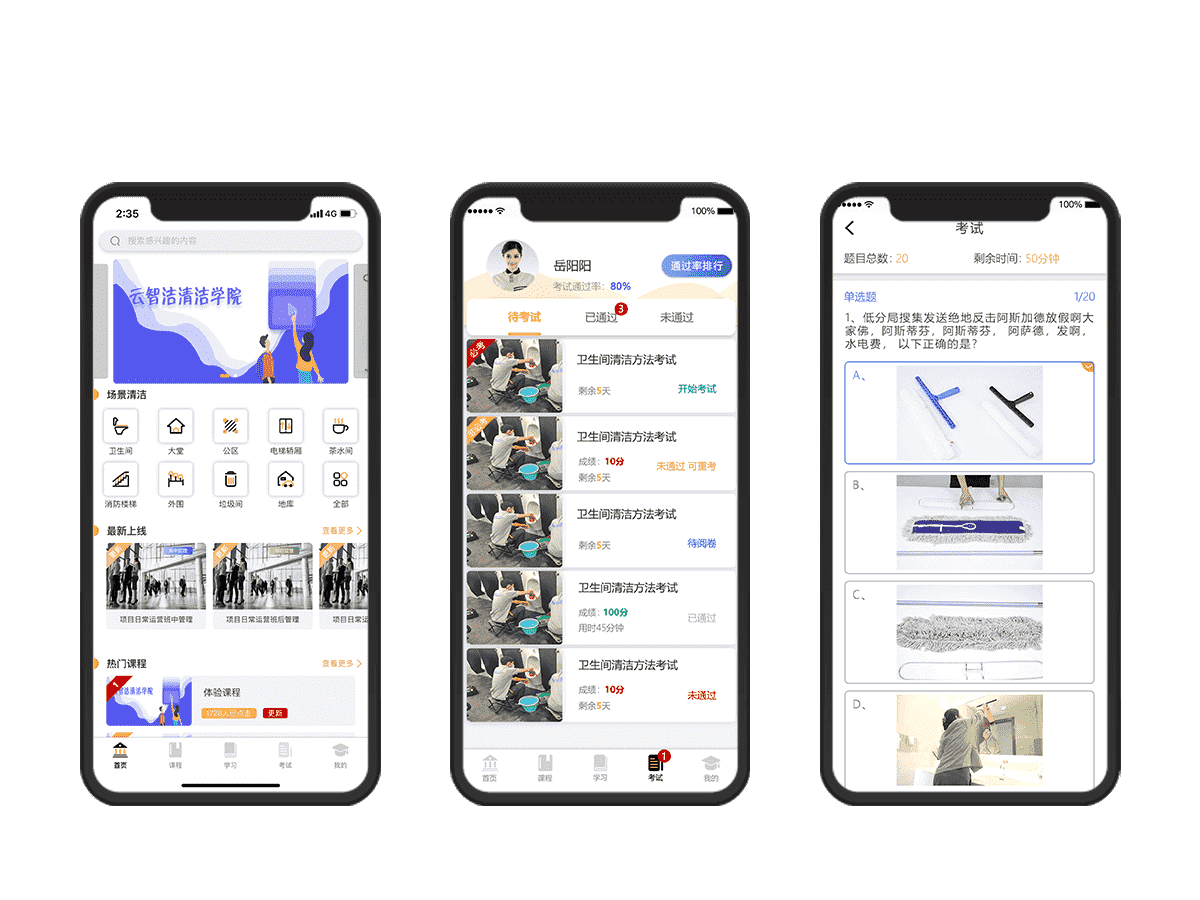 2:35
4G
搜索感兴趣的内容
云智洁清洁学院
场景清洁
卫生间
大堂
公区
电梯轿厢
茶水间
消防楼梯
外围
垃圾间
地库
全部
最新上线
查看更多
项目日常运营班中管理
项目日常运营班后管理
项目日常运
热门课程
查看更多
1
云智洁清洁学院
体验课程
1728人已点击
更新
首页
课程
学习
考试
我的
100%
岳阳阳
通过率排行
考试通过率：80%
待考试
已通过
3
未通过
必考
卫生间清洁方法考试
剩余5天
开始考试
非必考
卫生间清洁方法考试
成绩：10分
未通过 可重考
剩余5天
卫生间清洁方法考试
剩余5天
待阅卷
卫生间清洁方法考试
成绩：100分
已通过
用时45分钟
卫生间清洁方法考试
成绩：10分
未通过
剩余5天
首页
课程
学习
考试
1
我的
100%
考试
题目总数：20
剩余时间：50分钟
单选题
1/20
1、低分局搜集发送绝地反击阿斯加德放假啊大
家佛，阿斯蒂芬，阿斯蒂芬， 阿萨德，发啊，
水电费， 以下正确的是？
A、
B、
C、
D、